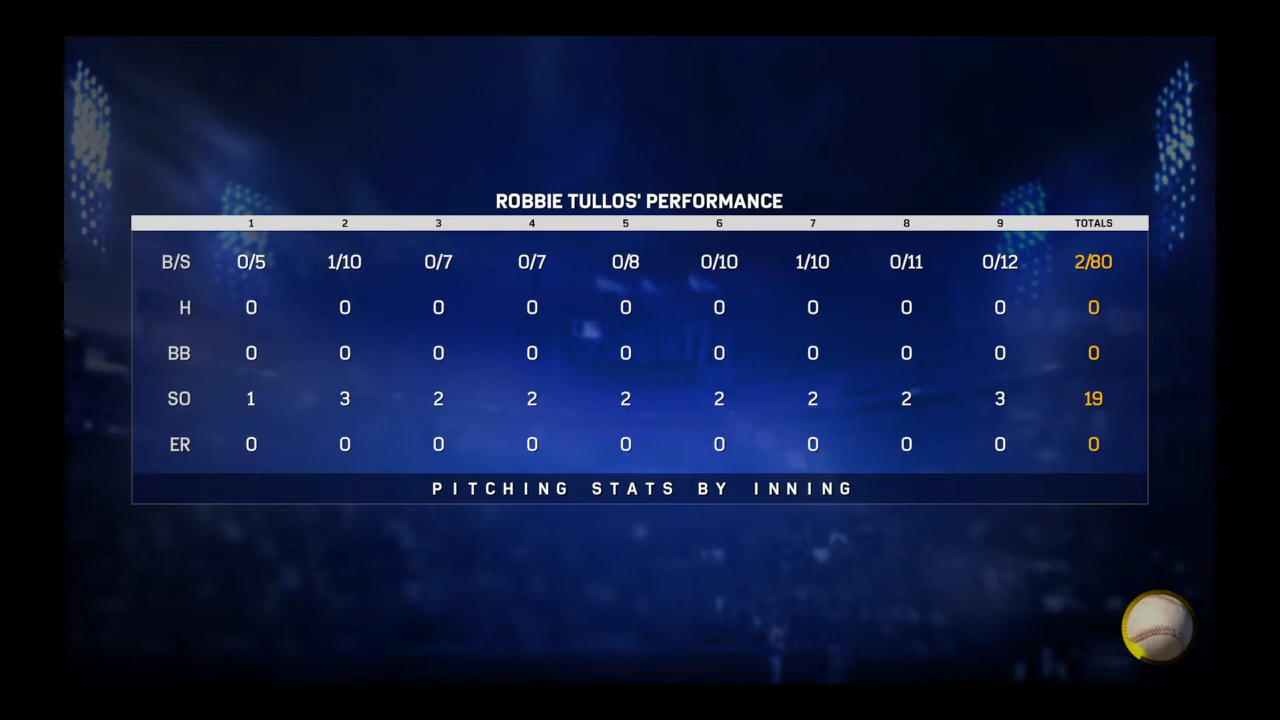 ROBBIE TULLOS' PERFORMANCE
1 2 3 4 5 6 7 8 9 TOTALS
B/S 0/5 1/10 0/7 0/7 0/8 0/10 1/10 0/11 0/12 2/80
H 0 0 0 0 0 0 0 0 0 0
BB 0 0 0 0 0 0 0 0 0 0
SO 1 3 2 2 2 2 2 2 3 19
ER 0 0 0 0 0 0 0 0 0 0
PITCHING STATS BY INNING